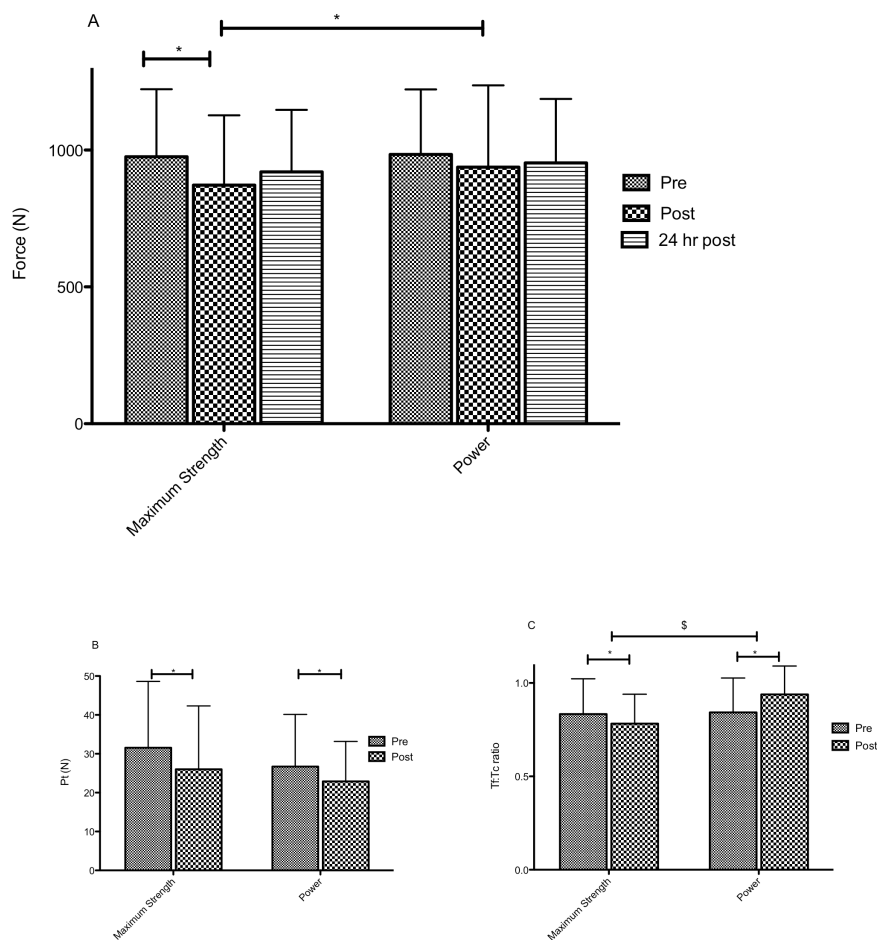 A
*
*
1000
500
0
Force (N)
Maximum Strength
Power
Pre
Post
24 hr post
B
*
*
50
40
30
20
10
0
Pt (N)
Maximum Strength
Power
Pre
Post
C
$
*
*
1.0
0.5
0.0
Tf:Tc ratio
Maximum Strength
Power
Pre
Post